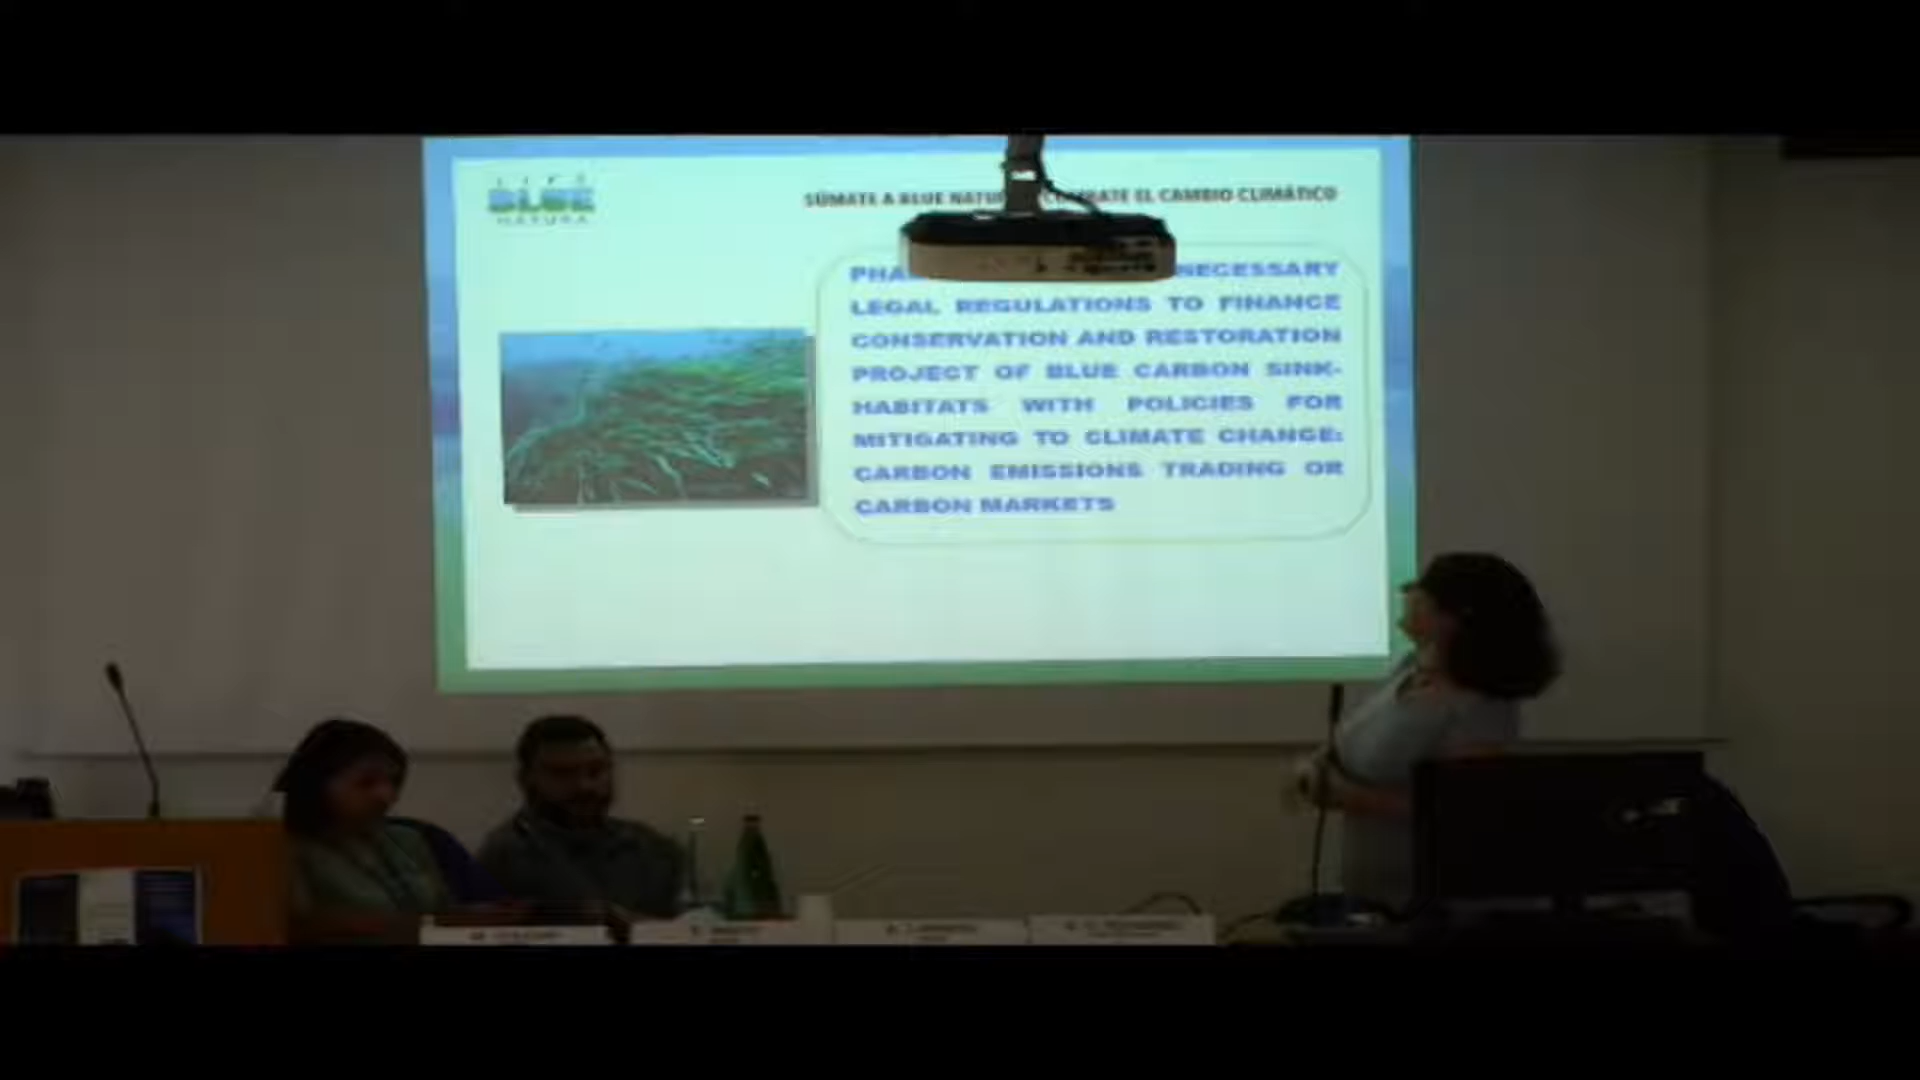 LIFE
BLUE
NATURA
SÚMATE A BLUE EL CAMBIO CLIMÁTICO
NECESSARY
LEGAL REGULATIONS TO FINANCE
CONSERVATION AND RESTORATION
PROJECT OF BLUE CARBON SINK-
HABITATS WITH POLICIES FOR
MITIGATING TO CLIMATE CHANGE:
CARBON EMISSIONS TRADING OR
CARBON MARKETS